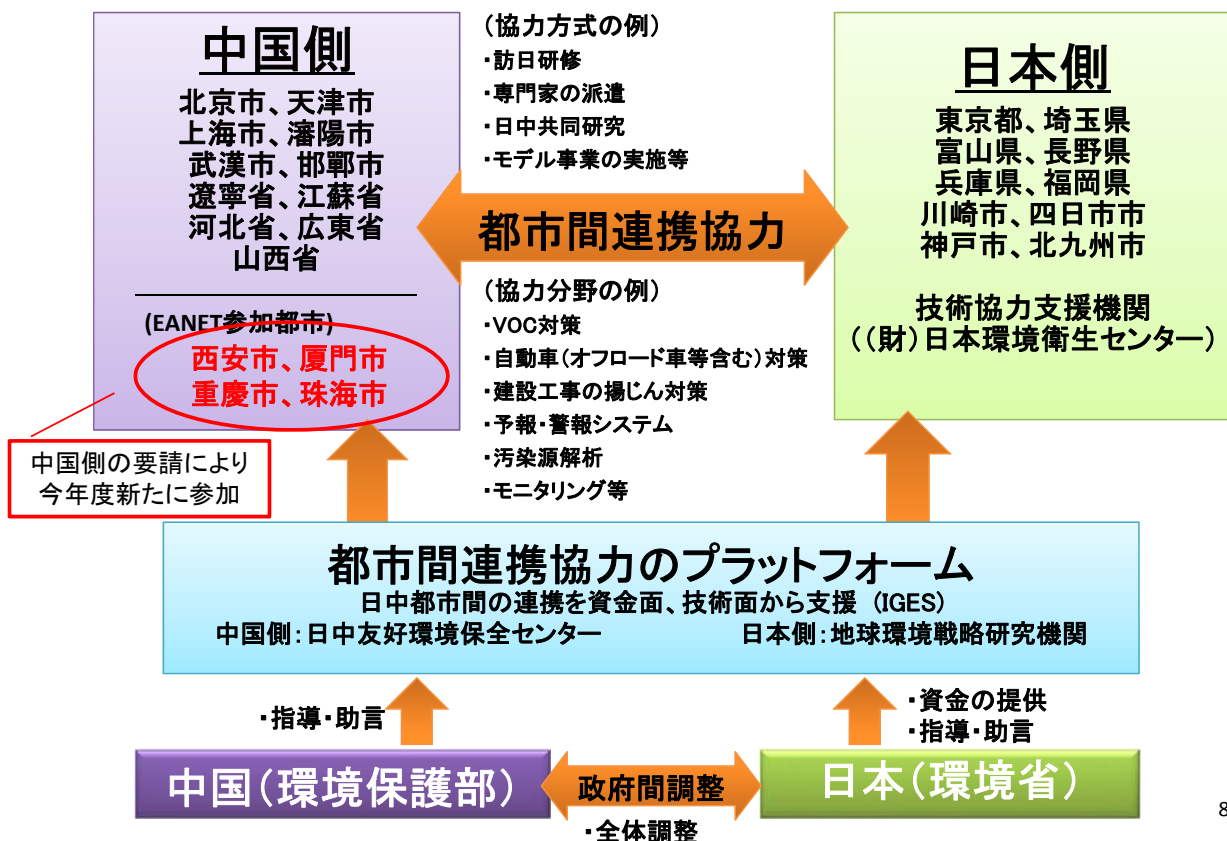 中国側
北京市、天津市
上海市、瀋陽市
武漢市、邯鄲市
遼寧省、江蘇省
河北省、広東省
山西省
(EANET参加都市)
西安市、厦門市
重慶市、珠海市
中国側の要請により
今年度新たに参加
(協力方式の例)
・訪日研修
・専門家の派遣
・日中共同研究
・モデル事業の実施等
都市間連携協力
(協力分野の例)
・VOC対策
・自動車(オフロード車等含む)対策
・建設工事の揚じん対策
・予報・警報システム
・汚染源解析
・モニタリング等
日本側
東京都、埼玉県
富山県、長野県
兵庫県、福岡県
川崎市、四日市市
神戸市、北九州市
技術協力支援機関
((財)日本環境衛生センター)
都市間連携協力のプラットフォーム
日中都市間の連携を資金面、技術面から支援 (IGES)
中国側:日中友好環境保全センター 日本側:地球環境戦略研究機関
・指導・助言
・資金の提供
・指導・助言
中国(環境保護部)
政府間調整
・全体調整
日本(環境省)
8